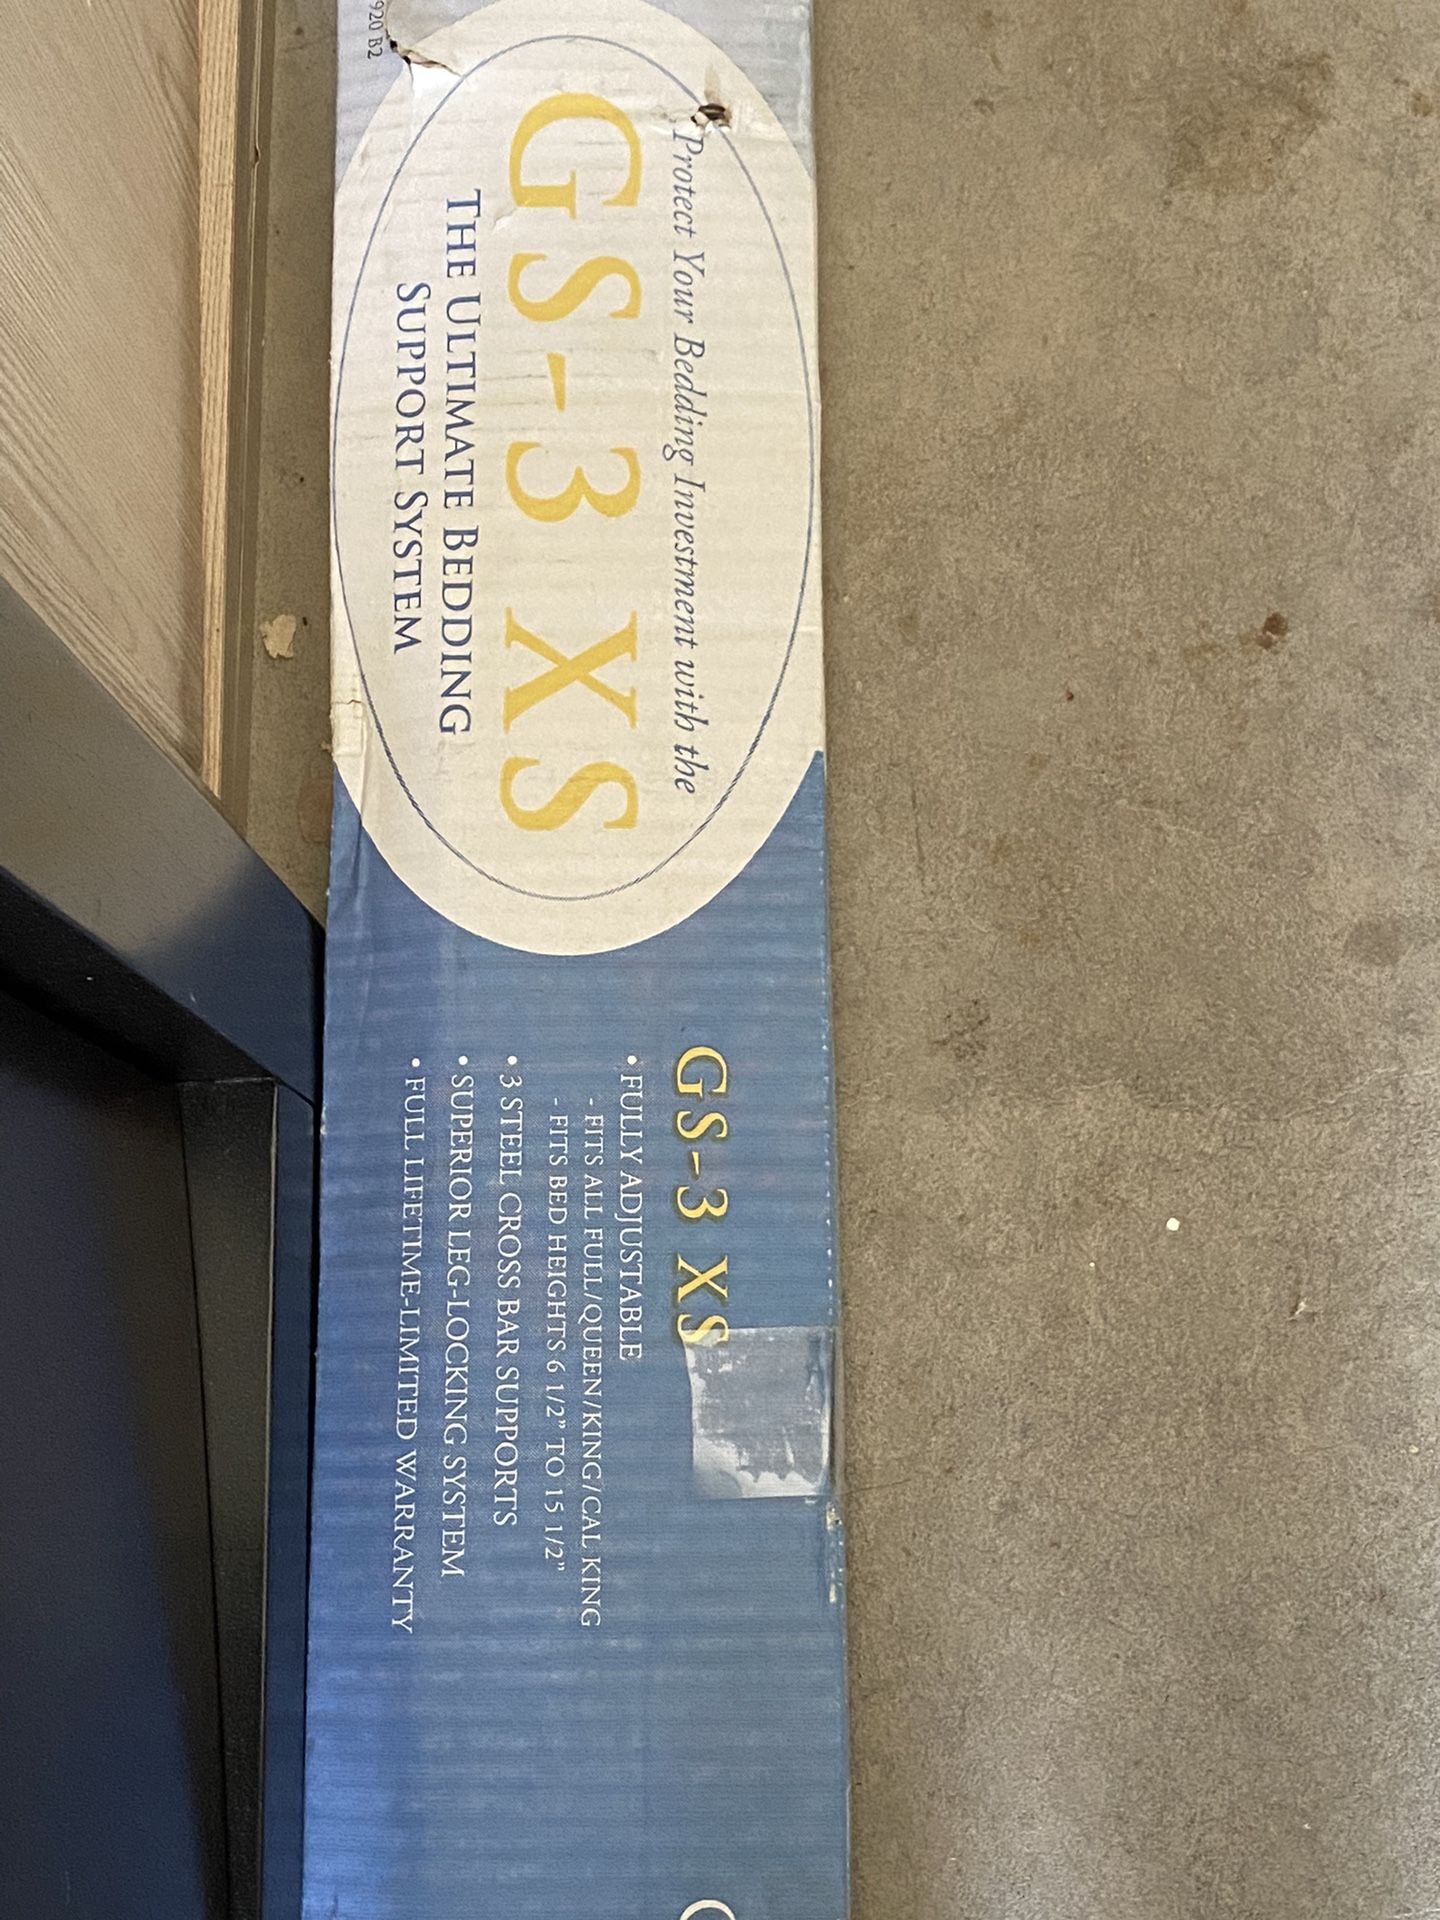 920 B2
Protect Your Bedding Investment with the
GS-3 XS
THE ULTIMATE BEDDING
SUPPORT SYSTEM
GS-3 XS
• FULLY ADJUSTABLE
- FITS ALL FULL/QUEEN/KING/CAL KING
- FITS BED HEIGHTS 6 1/2" TO 15 1/2"
• 3 STEEL CROSS BAR SUPPORTS
• SUPERIOR LEG-LOCKING SYSTEM
• FULL LIFETIME-LIMITED WARRANTY